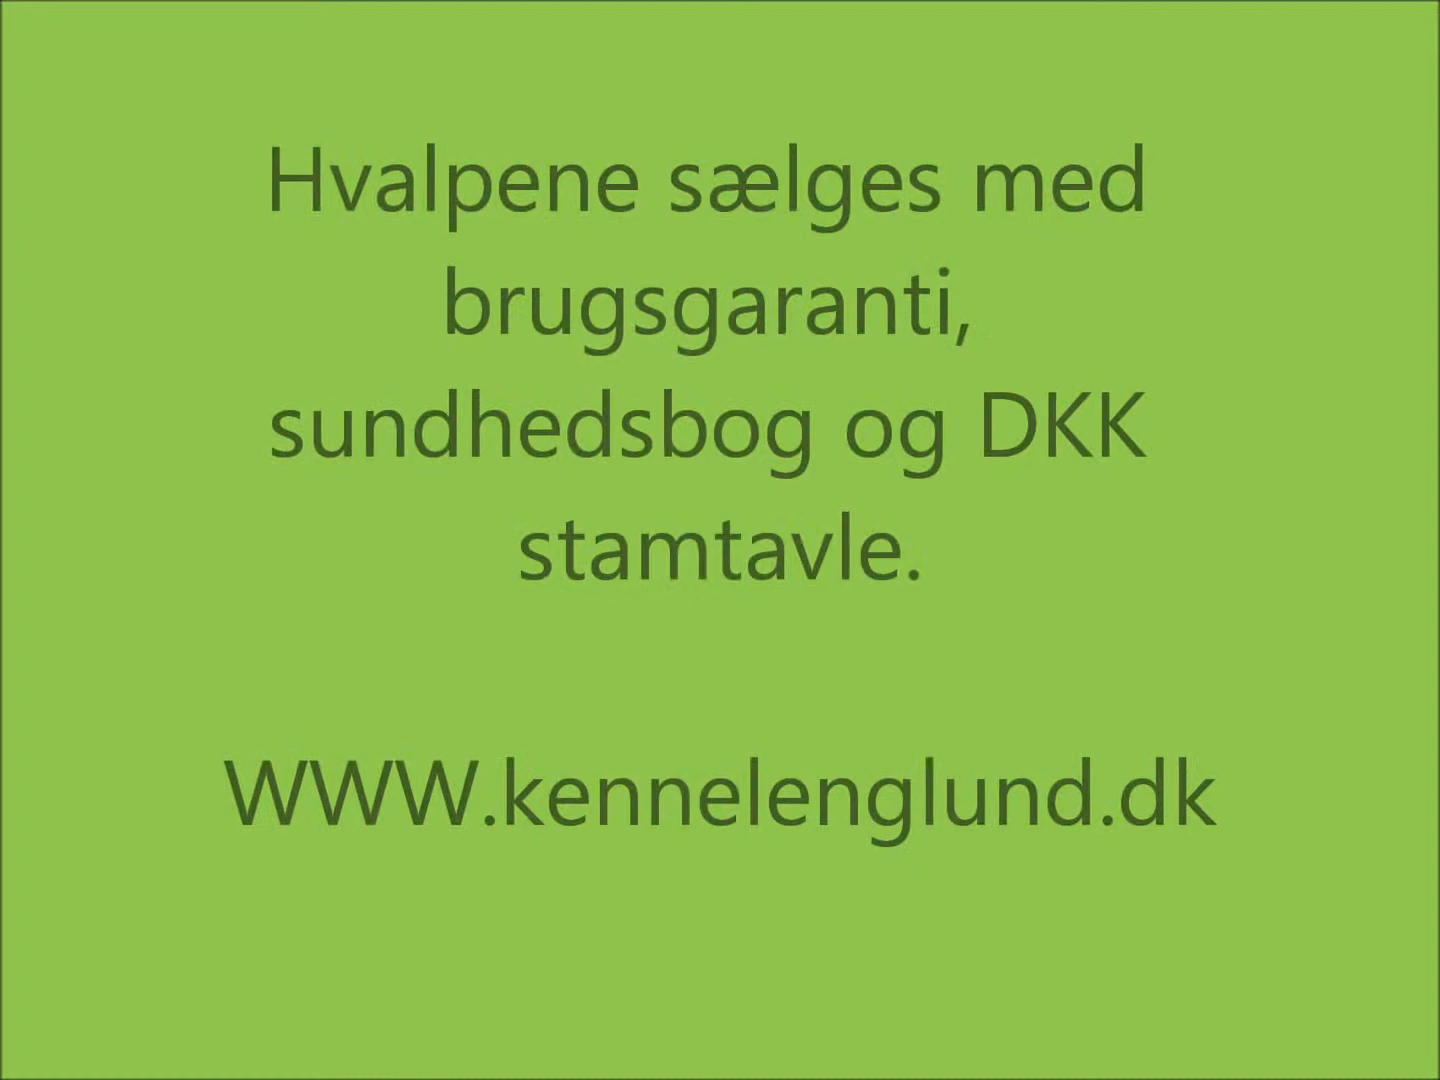 Hvalpene sælges med
brugsgaranti,
sundhedsbog og DKK
stamtavle.
WWW.kennelenglund.dk